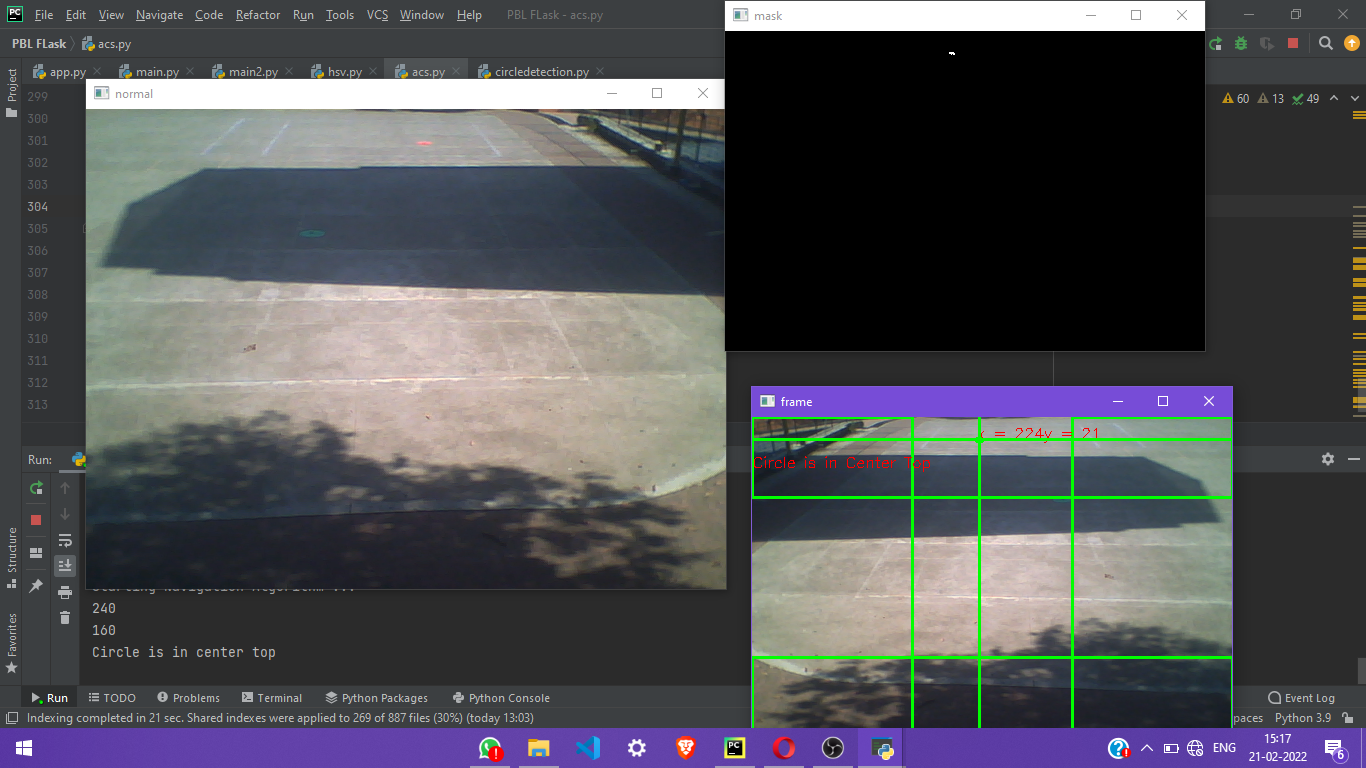 File Edit View Navigate Code Refactor Run Tools VCS Window Help PBL FLask - acs.py
mask
PBL FLask acs.py
app.py main.py main2.py hsv.py acs.py circledetection.py
Project
normal
60 13 49
299
300
301
302
303
304
305
306
307
308
309
310
311
312
313
frame
= 224y = 21
Circle is in Center Top
Run:
Structure
Favorites
240
160
Circle is in center top
Run TODO Problems Terminal Python Packages Python Console Event Log
Indexing completed in 21 sec. Shared indexes were applied to 269 of 887 files (30%) (today 13:03) paces Python 3.9
ENG 15:17
21-02-2022
6